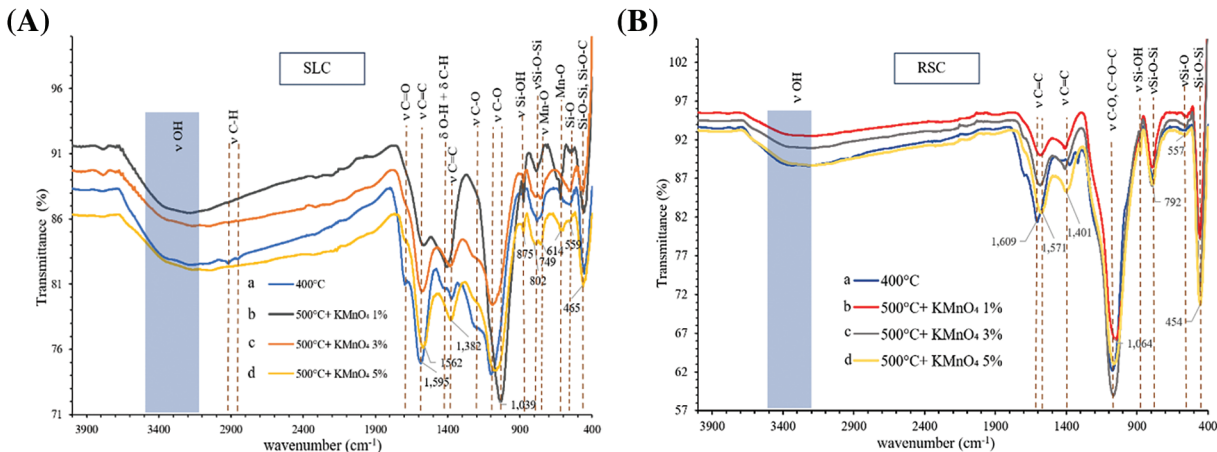 (A)
SLC
ν OH
ν C-H
ν C=O
ν C=C
δ O-H + δ C-H
ν C=C
ν C-O
ν C-O
ν Si-OH
νSi-O-Si
ν Mn-O
Mn-O
Si-O
Si-O-Si, Si-O-C
Transmittance (%)
96
91
86
81
76
71
3900
3400
2900
2400
1900
1400
900
400
wavenumber (cm-1)
a 400°C
b 500°C+ KMnO4 1%
c 500°C+ KMnO4 3%
d 500°C+ KMnO4 5%
1,595
1562
1,382
1,039
875
802
749
614
559
465
(B)
RSC
ν OH
ν C=C
ν C=C
ν C-O, C-O-C
ν Si-OH
νSi-O-Si
νSi-O
Si-O-Si
Transmittance (%)
102
97
92
87
82
77
72
67
62
57
3900
3400
2900
2400
1900
1400
900
400
wavenumber (cm-1)
a 400°C
b 500°C+ KMnO4 1%
c 500°C+ KMnO4 3%
d 500°C+ KMnO4 5%
1,609
1,571
1,401
1,064
792
557
454